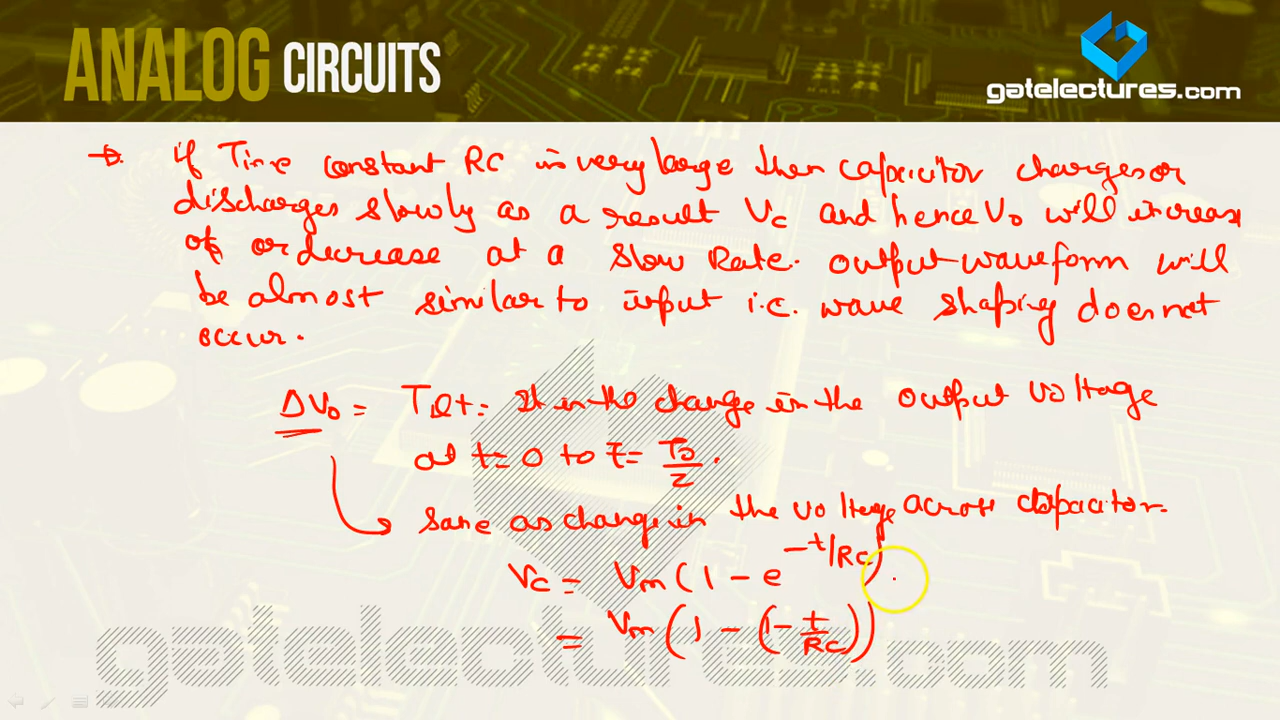 ANALOG CIRCUITS
gatelectures.com
→ if Time constant RC is very large then capacitor charges or
discharges slowly as a result Vc and hence Vo will increase
or decrease at a slow Rate. output waveform will
be almost similar to input i.e. wave shaping does not
occur.
ΔVo = Tilt = It is the change in the output voltage
at t=0 to t= To/2.
same as change in the voltage across capacitor.
Vc = Vm(1 - e^-t/RC)
= Vm(1 - (1 - t/RC))
gatelectures.com